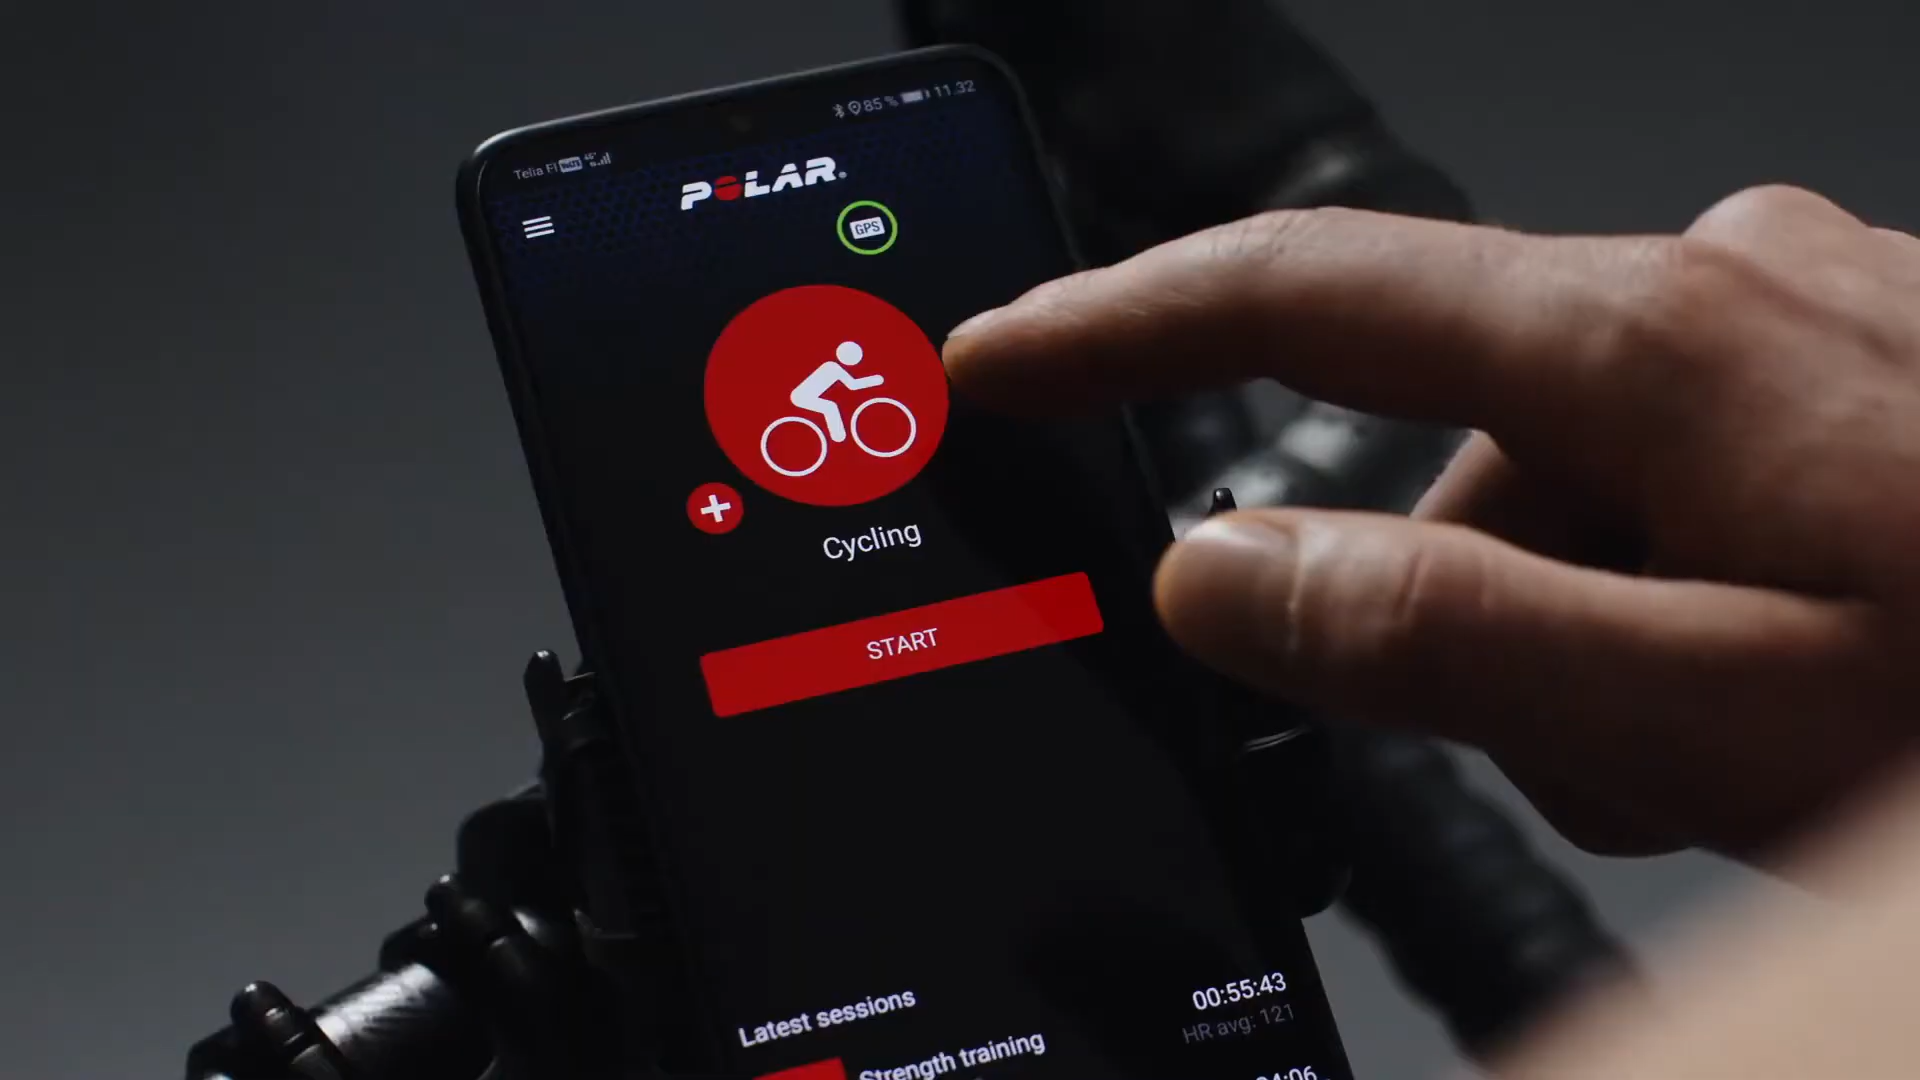 Telia FI
85 % 11.32
POLAR
GPS
Cycling
START
Latest sessions
00:55:43
HR avg: 121
Strength training